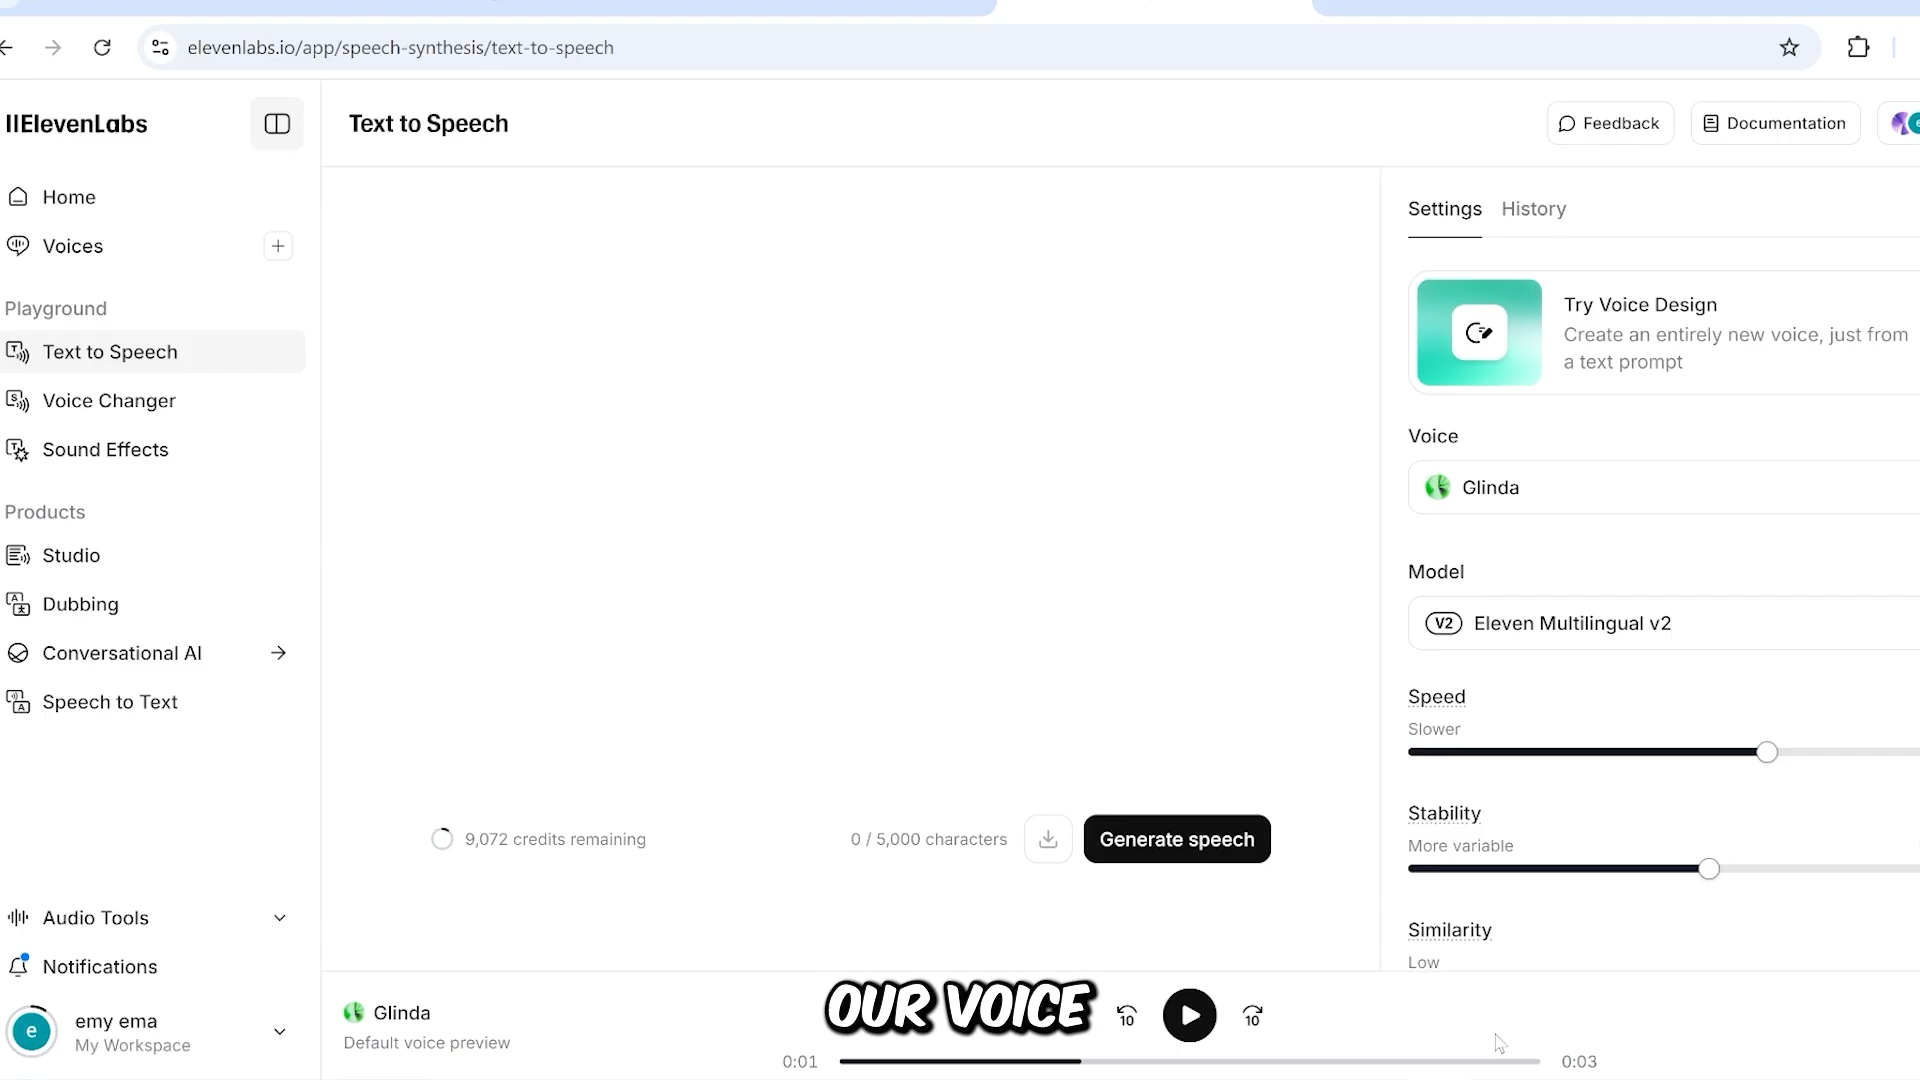 elevenlabs.io/app/speech-synthesis/text-to-speech
IIElevenLabs
Text to Speech
Feedback
Documentation
Home
Voices
Playground
Text to Speech
Voice Changer
Sound Effects
Products
Studio
Dubbing
Conversational AI
Speech to Text
Audio Tools
Notifications
e
emy ema
My Workspace
9,072 credits remaining
0 / 5,000 characters
Generate speech
Settings History
Try Voice Design
Create an entirely new voice, just from
a text prompt
Voice
Glinda
Model
V2 Eleven Multilingual v2
Speed
Slower
Stability
More variable
Similarity
Low
Glinda
Default voice preview
OUR VOICE
10
10
0:01
0:03